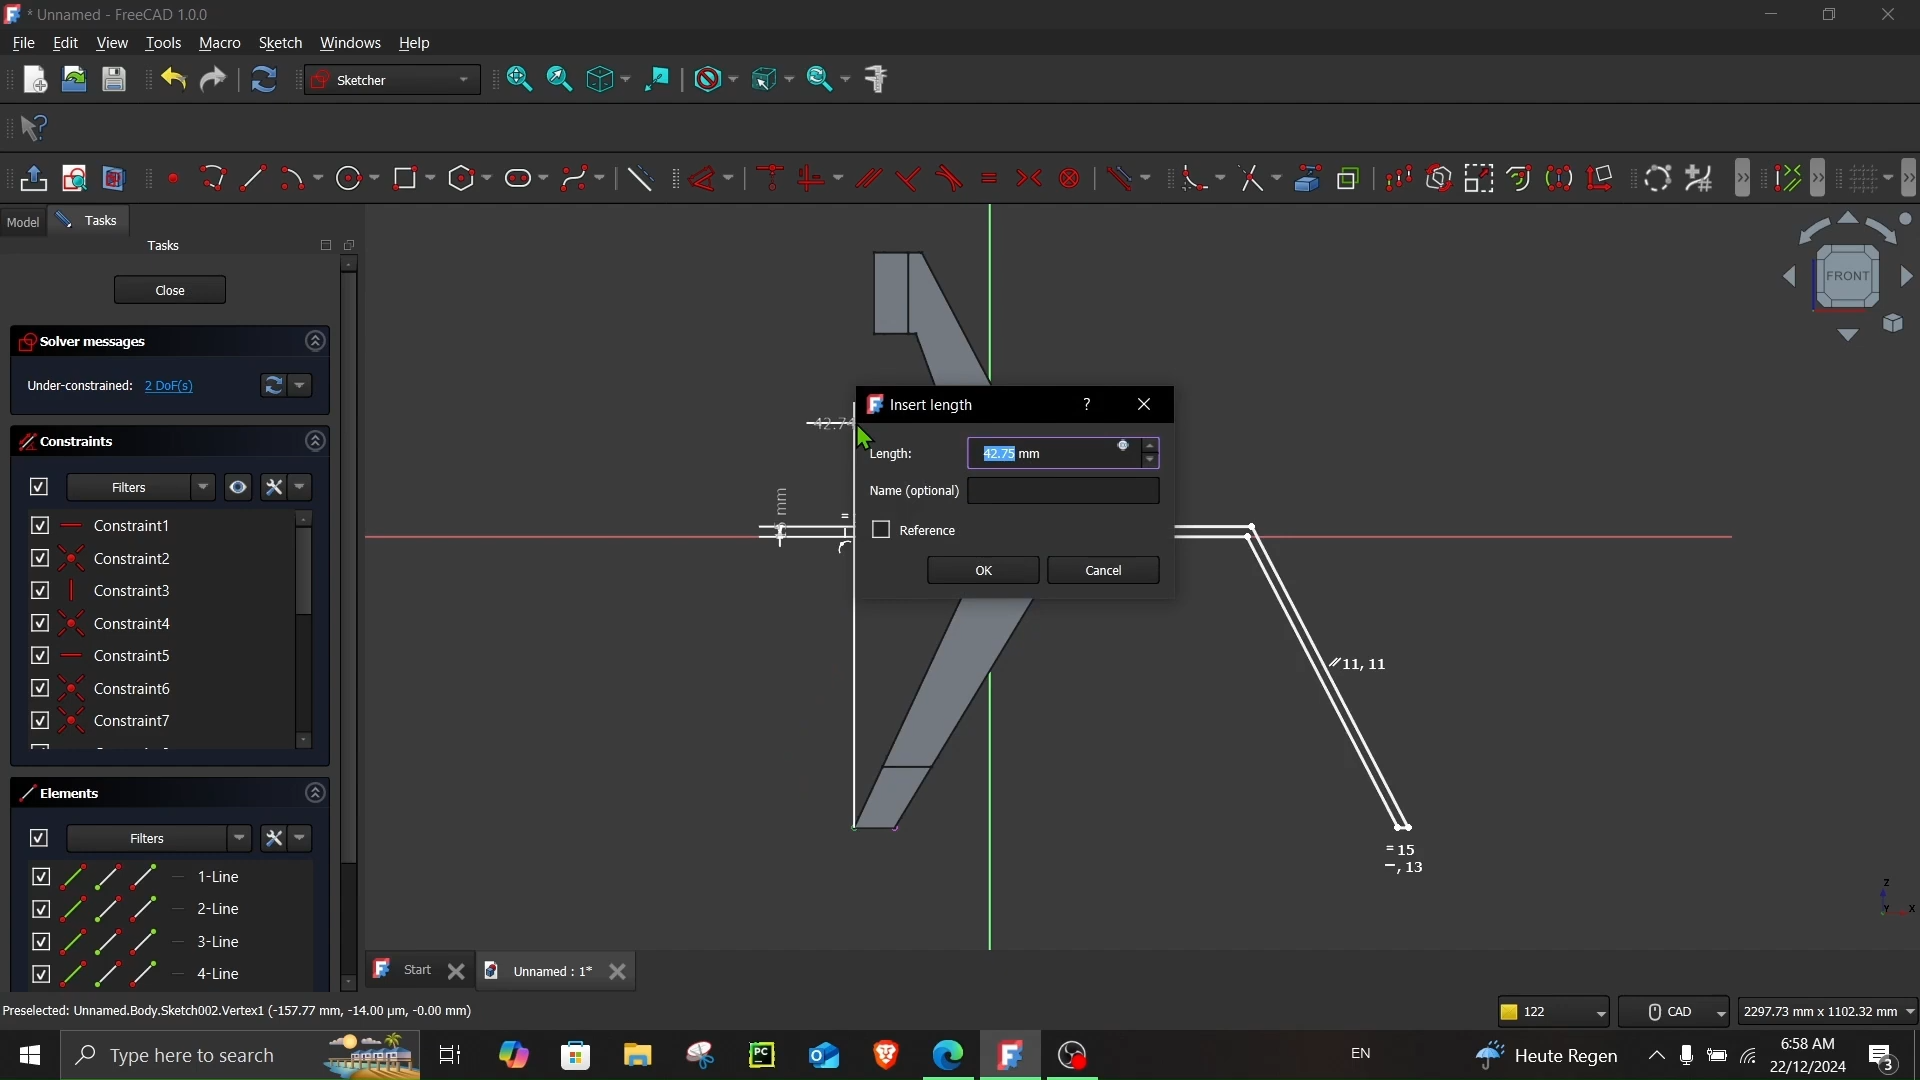 * Unnamed - FreeCAD 1.0.0
File Edit View Tools Macro Sketch Windows Help
Sketcher
Model Tasks
Tasks
Close
Solver messages
Under-constrained: 2 DoF(s)
Constraints
Filters
Constraint1
Constraint2
Constraint3
Constraint4
Constraint5
Constraint6
Constraint7
Elements
Filters
1-Line
2-Line
3-Line
4-Line
FRONT
Insert length ?
Length: 42.75 mm
Name (optional)
Reference
OK Cancel
42.74
mm
11, 11
= 15
–, 13
Z
Y X
Start Unnamed : 1*
Preselected: Unnamed.Body.Sketch002.Vertex1 (-157.77 mm, -14.00 µm, -0.00 mm)
122 CAD 2297.73 mm x 1102.32 mm
Type here to search
PC
EN
Heute Regen
6:58 AM
22/12/2024
3